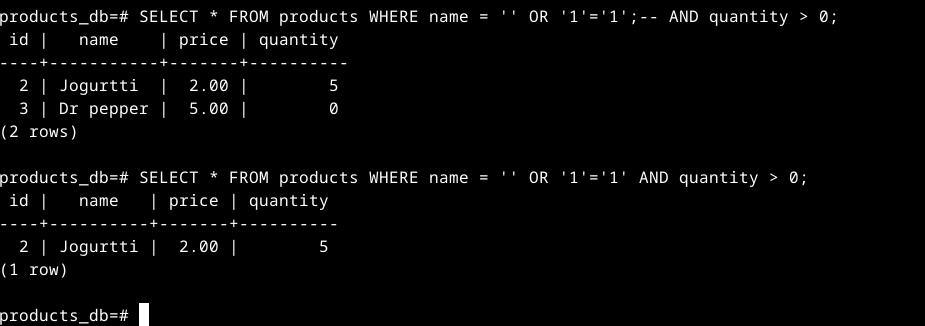 products_db=# SELECT * FROM products WHERE name = '' OR '1'='1';-- AND quantity > 0;
 id |   name    | price | quantity
----+-----------+-------+----------
  2 | Jogurtti  |  2.00 |        5
  3 | Dr pepper |  5.00 |        0
(2 rows)

products_db=# SELECT * FROM products WHERE name = '' OR '1'='1' AND quantity > 0;
 id |   name   | price | quantity
----+----------+-------+----------
  2 | Jogurtti |  2.00 |        5
(1 row)

products_db=#